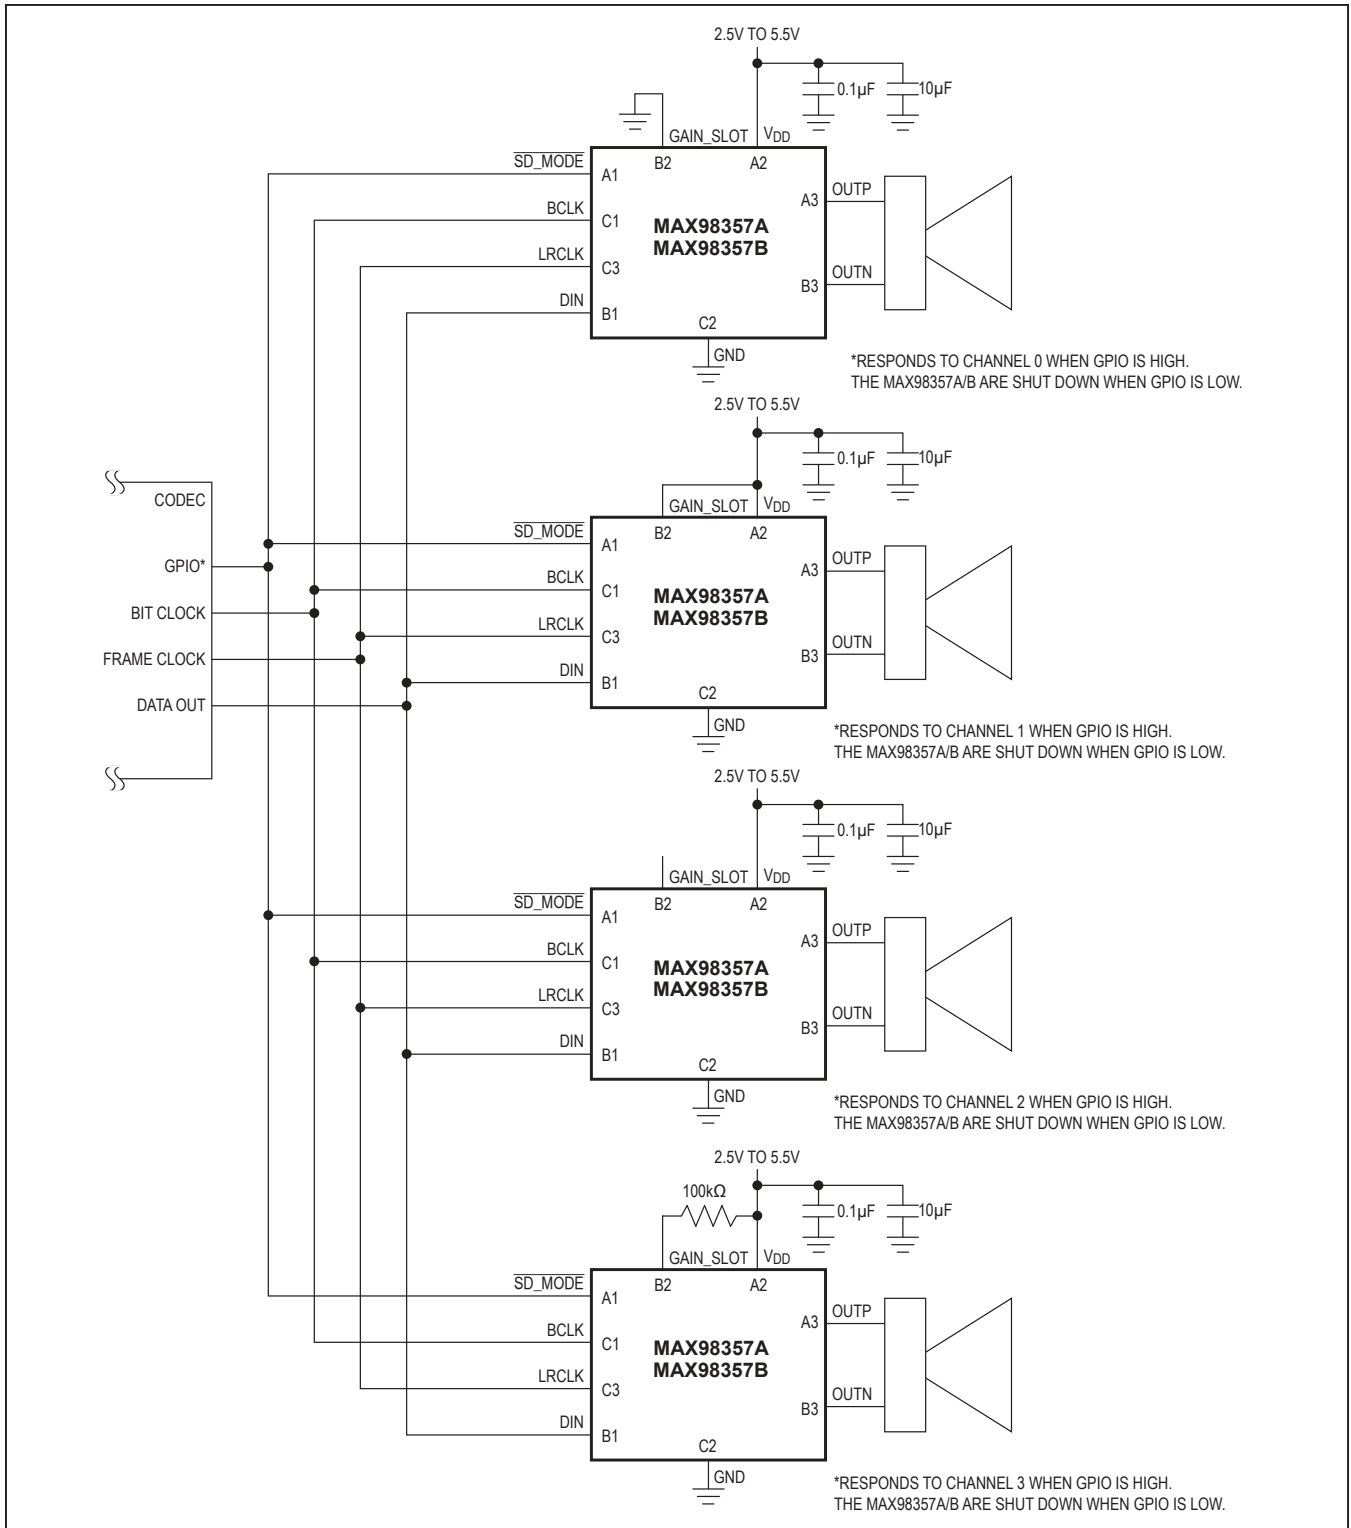 2.5V TO 5.5V
0.1µF
10µF
GAIN_SLOT
VDD
SD_MODE
B2
A2
A1
OUTP
A3
BCLK
C1
MAX98357A
MAX98357B
LRCLK
C3
OUTN
B3
DIN
B1
C2
GND
*RESPONDS TO CHANNEL 0 WHEN GPIO IS HIGH.
THE MAX98357A/B ARE SHUT DOWN WHEN GPIO IS LOW.
2.5V TO 5.5V
0.1µF
10µF
CODEC
GPIO*
BIT CLOCK
FRAME CLOCK
DATA OUT
GAIN_SLOT
VDD
SD_MODE
B2
A2
A1
OUTP
A3
BCLK
C1
MAX98357A
MAX98357B
LRCLK
C3
OUTN
B3
DIN
B1
C2
GND
*RESPONDS TO CHANNEL 1 WHEN GPIO IS HIGH.
THE MAX98357A/B ARE SHUT DOWN WHEN GPIO IS LOW.
2.5V TO 5.5V
0.1µF
10µF
GAIN_SLOT
VDD
SD_MODE
B2
A2
A1
OUTP
A3
BCLK
C1
MAX98357A
MAX98357B
LRCLK
C3
OUTN
B3
DIN
B1
C2
GND
*RESPONDS TO CHANNEL 2 WHEN GPIO IS HIGH.
THE MAX98357A/B ARE SHUT DOWN WHEN GPIO IS LOW.
2.5V TO 5.5V
100kΩ
0.1µF
10µF
GAIN_SLOT
VDD
SD_MODE
B2
A2
A1
OUTP
A3
BCLK
C1
MAX98357A
MAX98357B
LRCLK
C3
OUTN
B3
DIN
B1
C2
GND
*RESPONDS TO CHANNEL 3 WHEN GPIO IS HIGH.
THE MAX98357A/B ARE SHUT DOWN WHEN GPIO IS LOW.